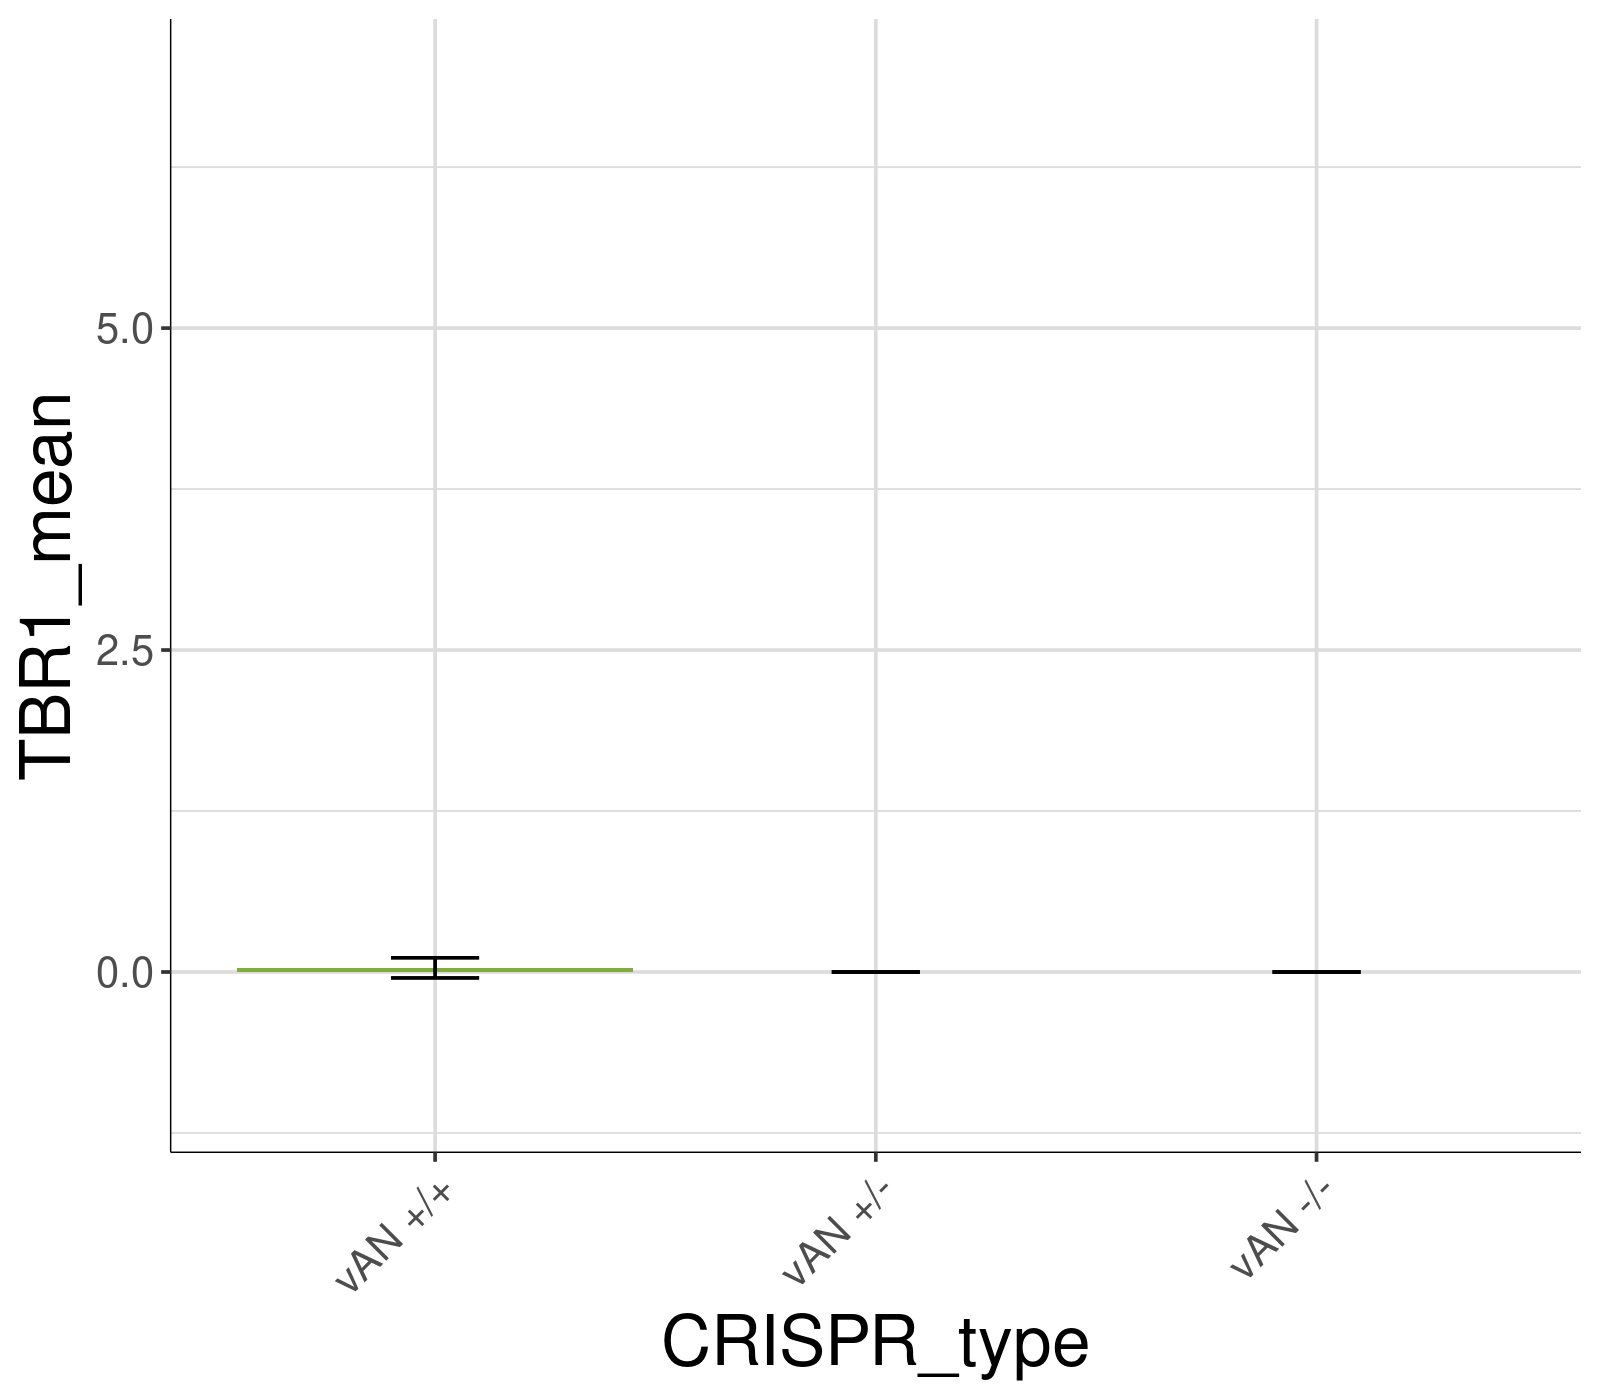 TBR1_mean
5.0
2.5
0.0
vAN +/+
vAN +/-
vAN -/-
CRISPR_type